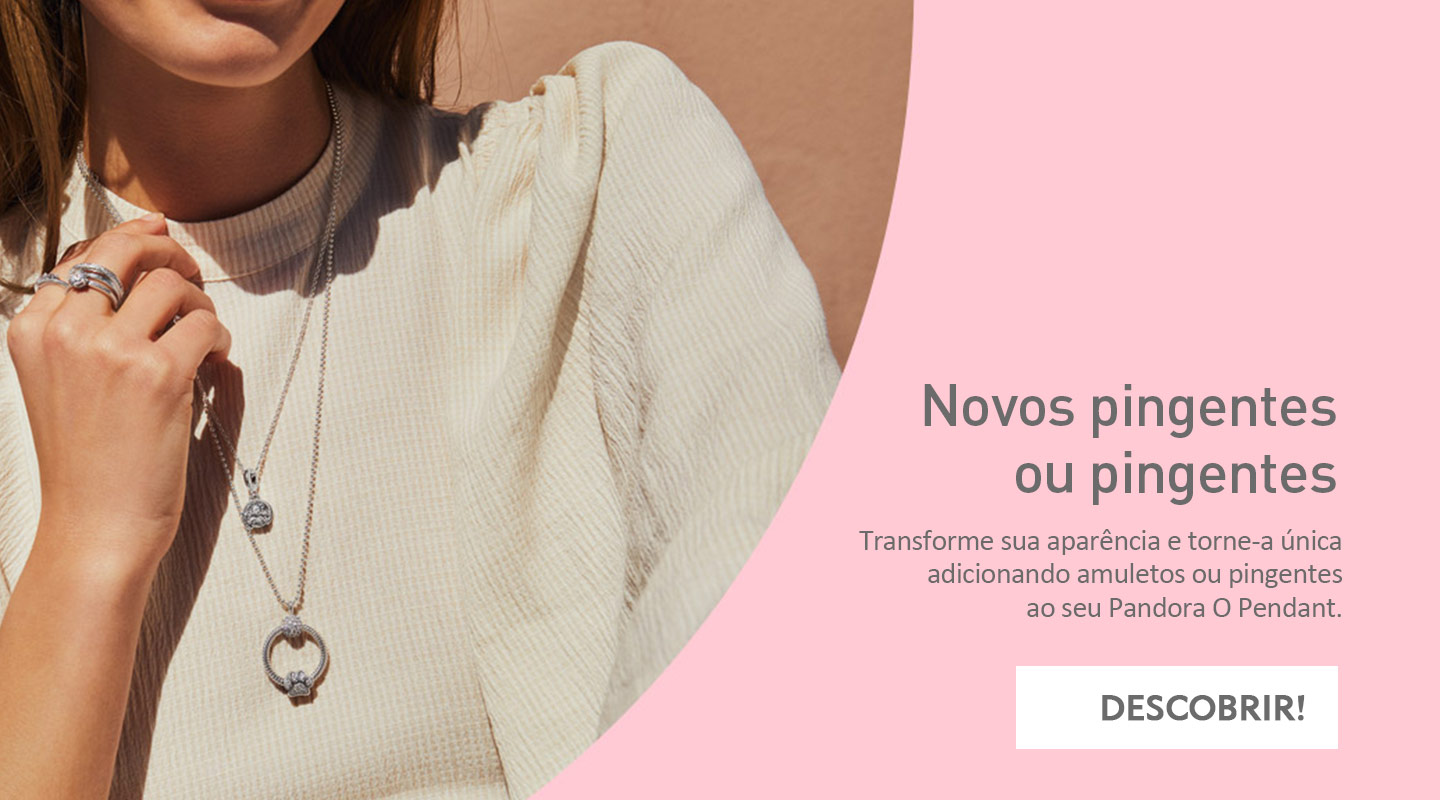 Novos pingentes
ou pingentes
Transforme sua aparência e torne-a única
adicionando amuletos ou pingentes
ao seu Pandora O Pendant.
DESCOBRIR!